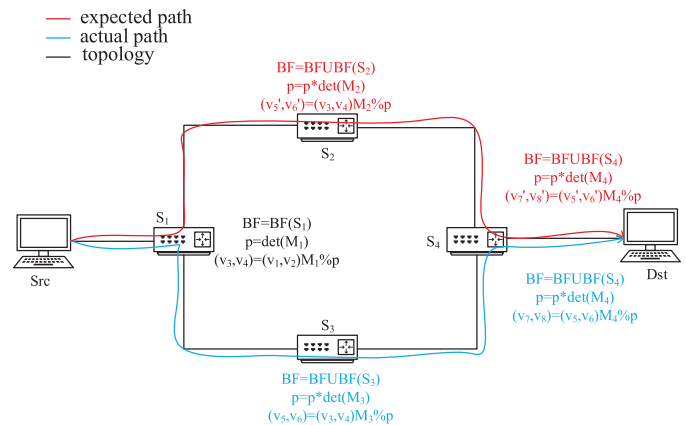 expected path
actual path
topology
BF=BFUBF(S₂)
p=p*det(M₂)
(v₅',v₆')=(v₃,v₄)M₂%p
S₂
BF=BFUBF(S₄)
p=p*det(M₄)
(v₇',v₈')=(v₅',v₆')M₄%p
S₁
BF=BF(S₁)
p=det(M₁)
(v₃,v₄)=(v₁,v₂)M₁%p
S₄
Src
Dst
BF=BFUBF(S₄)
p=p*det(M₄)
(v₇,v₈)=(v₅,v₆)M₄%p
S₃
BF=BFUBF(S₃)
p=p*det(M₃)
(v₅,v₆)=(v₃,v₄)M₃%p